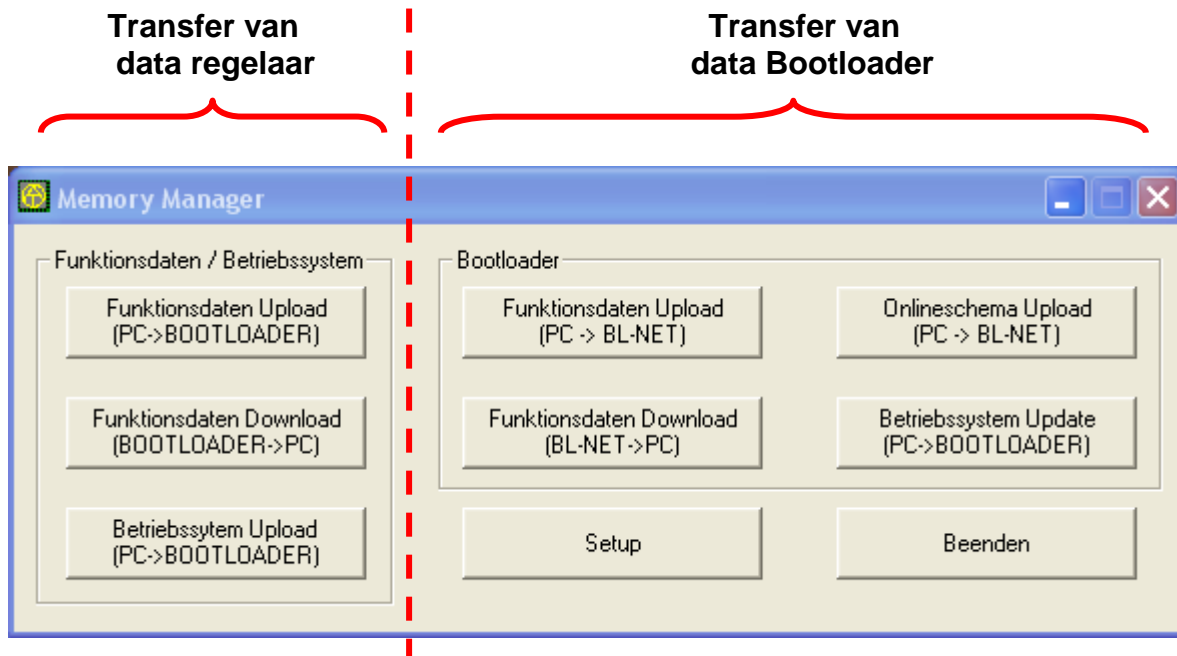 Transfer van
data regelaar
Transfer van
data Bootloader
Memory Manager
Funktionsdaten / Betriebssystem
Funktionsdaten Upload
(PC->BOOTLOADER)
Funktionsdaten Download
(BOOTLOADER->PC)
Betriebssytem Upload
(PC->BOOTLOADER)
Bootloader
Funktionsdaten Upload
(PC -> BL-NET)
Onlineschema Upload
(PC -> BL-NET)
Funktionsdaten Download
(BL-NET->PC)
Betriebssystem Update
(PC->BOOTLOADER)
Setup
Beenden